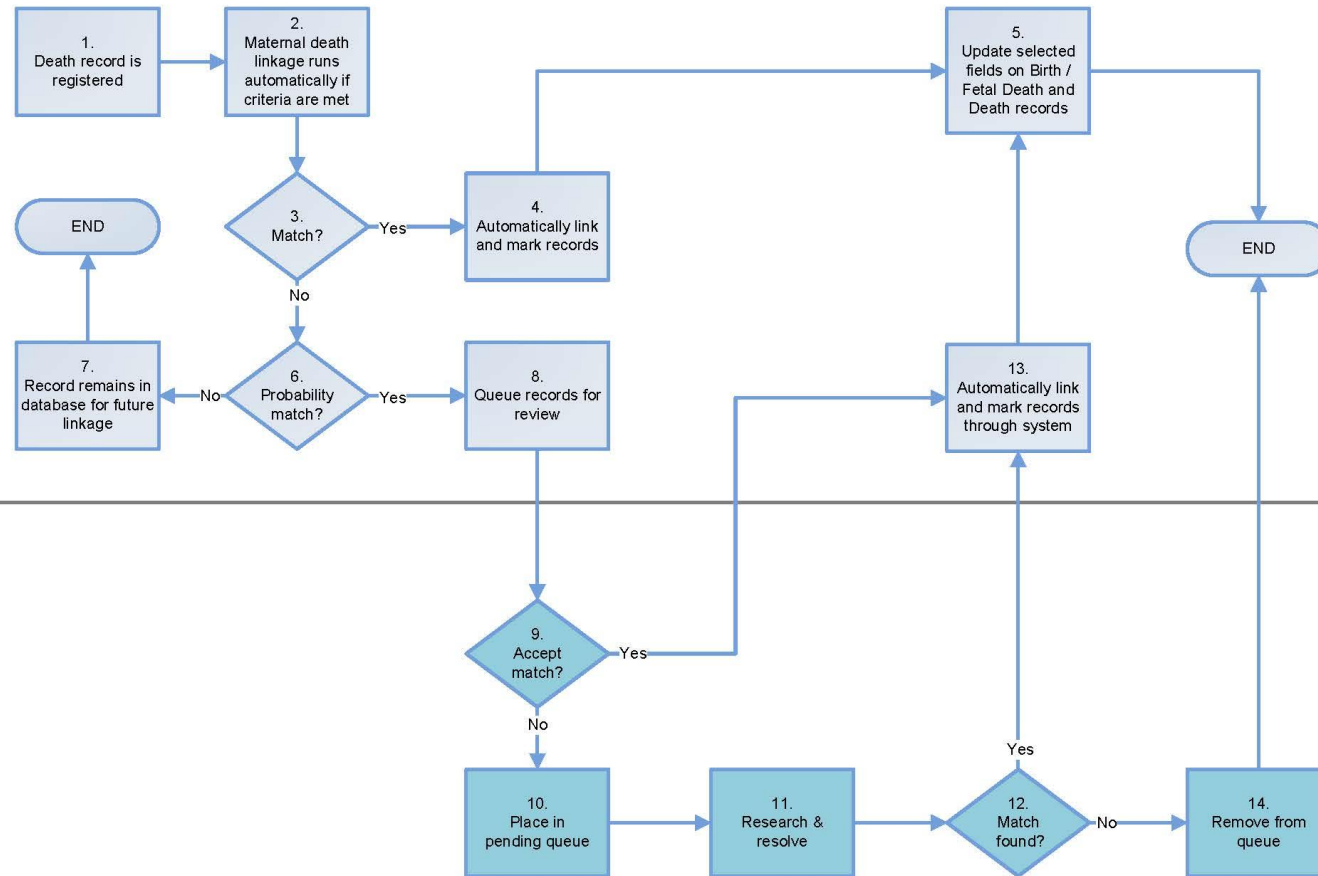 1.
Death record is
registered
2.
Maternal death
linkage runs
automatically if
criteria are met
3.
Match?
Yes
No
4.
Automatically link
and mark records
5.
Update selected
fields on Birth /
Fetal Death and
Death records
END
END
6.
Probability
match?
No
Yes
7.
Record remains in
database for future
linkage
8.
Queue records for
review
13.
Automatically link
and mark records
through system
9.
Accept
match?
Yes
No
10.
Place in
pending queue
11.
Research &
resolve
12.
Match
found?
Yes
No
14.
Remove from
queue